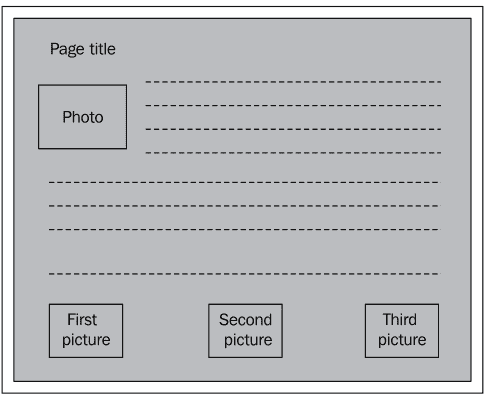 Page title
Photo
First
picture
Second
picture
Third
picture